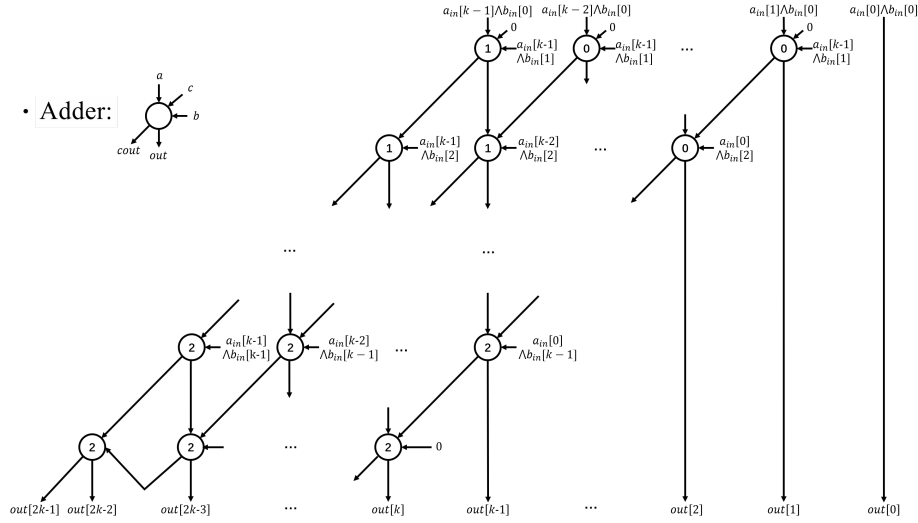 a_in[k − 1]∧b_in[0] a_in[k − 2]∧b_in[0] a_in[1]∧b_in[0] a_in[0]∧b_in[0]
0 0 0
1 a_in[k-1] 0 a_in[k-1] ... 0 a_in[k-1]
∧b_in[1] ∧b_in[1] ∧b_in[1]
a
c
• Adder: b
cout out
1 a_in[k-1] 1 a_in[k-2] ... 0 a_in[0]
∧b_in[2] ∧b_in[2] ∧b_in[2]
... ...
2 a_in[k-1] 2 a_in[k-2] ... 2 a_in[0]
∧b_in[k-1] ∧b_in[k − 1] ∧b_in[k − 1]
2 2 ... 2 0
out[2k-1] out[2k-2] out[2k-3] ... out[k] out[k-1] ... out[2] out[1] out[0]